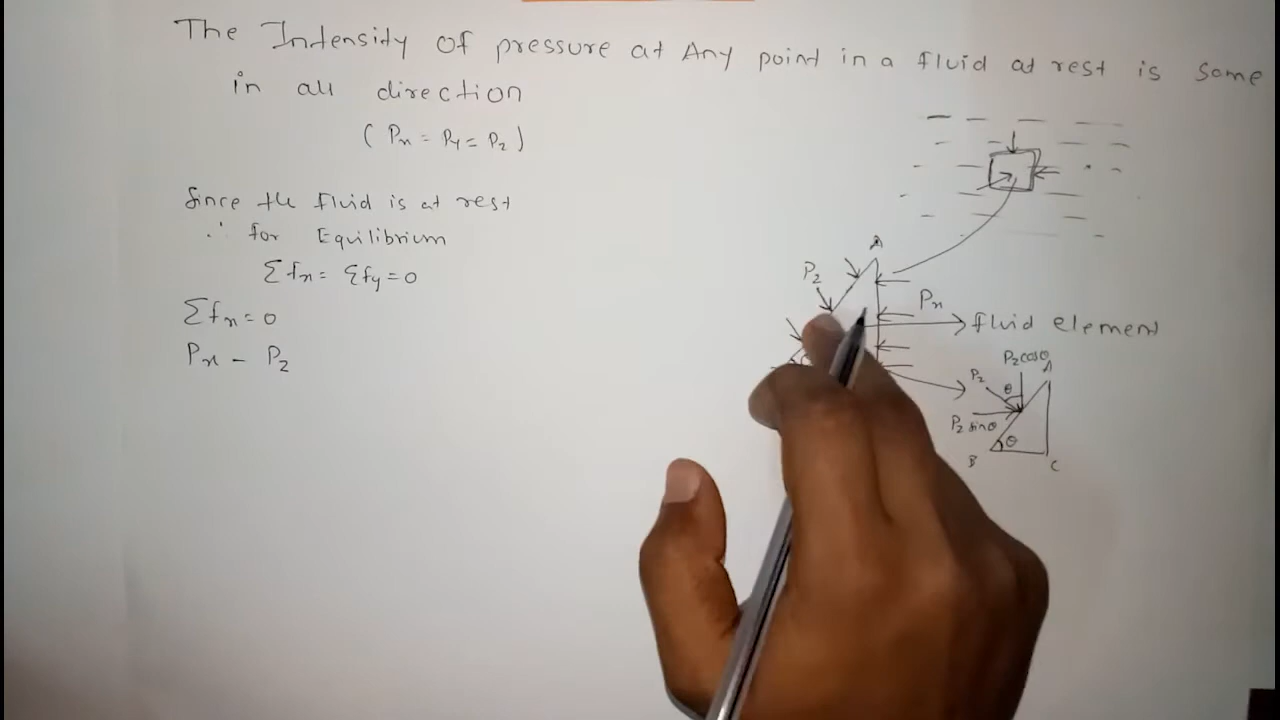 The Intensity of pressure at Any point in a fluid at rest is same
in all direction
( Px = Py = Pz )
Since the fluid is at rest
∴ for Equilibrium
Σfx = Σfy = 0
Σfx = 0
Px - Pz
A
Pz
Px
fluid element
Pz cosθ
A
Pz
θ
Pz sinθ
θ
B
C